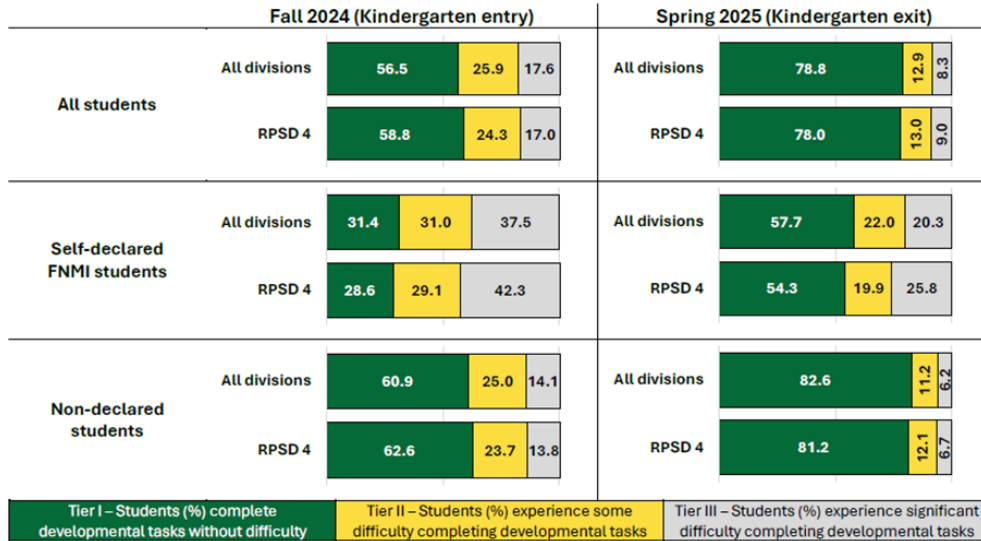 Fall 2024 (Kindergarten entry)
Spring 2025 (Kindergarten exit)
All students
All divisions
56.5 25.9 17.6
78.8 12.9 8.3
RPSD 4
58.8 24.3 17.0
78.0 13.0 9.0
Self-declared
FNMI students
All divisions
31.4 31.0 37.5
All divisions
57.7 22.0 20.3
RPSD 4
28.6 29.1 42.3
RPSD 4
54.3 19.9 25.8
Non-declared
students
All divisions
60.9 25.0 14.1
All divisions
82.6 11.2 6.2
RPSD 4
62.6 23.7 13.8
RPSD 4
81.2 12.1 6.7
Tier I – Students (%) complete
developmental tasks without difficulty
Tier II – Students (%) experience some
difficulty completing developmental tasks
Tier III – Students (%) experience significant
difficulty completing developmental tasks